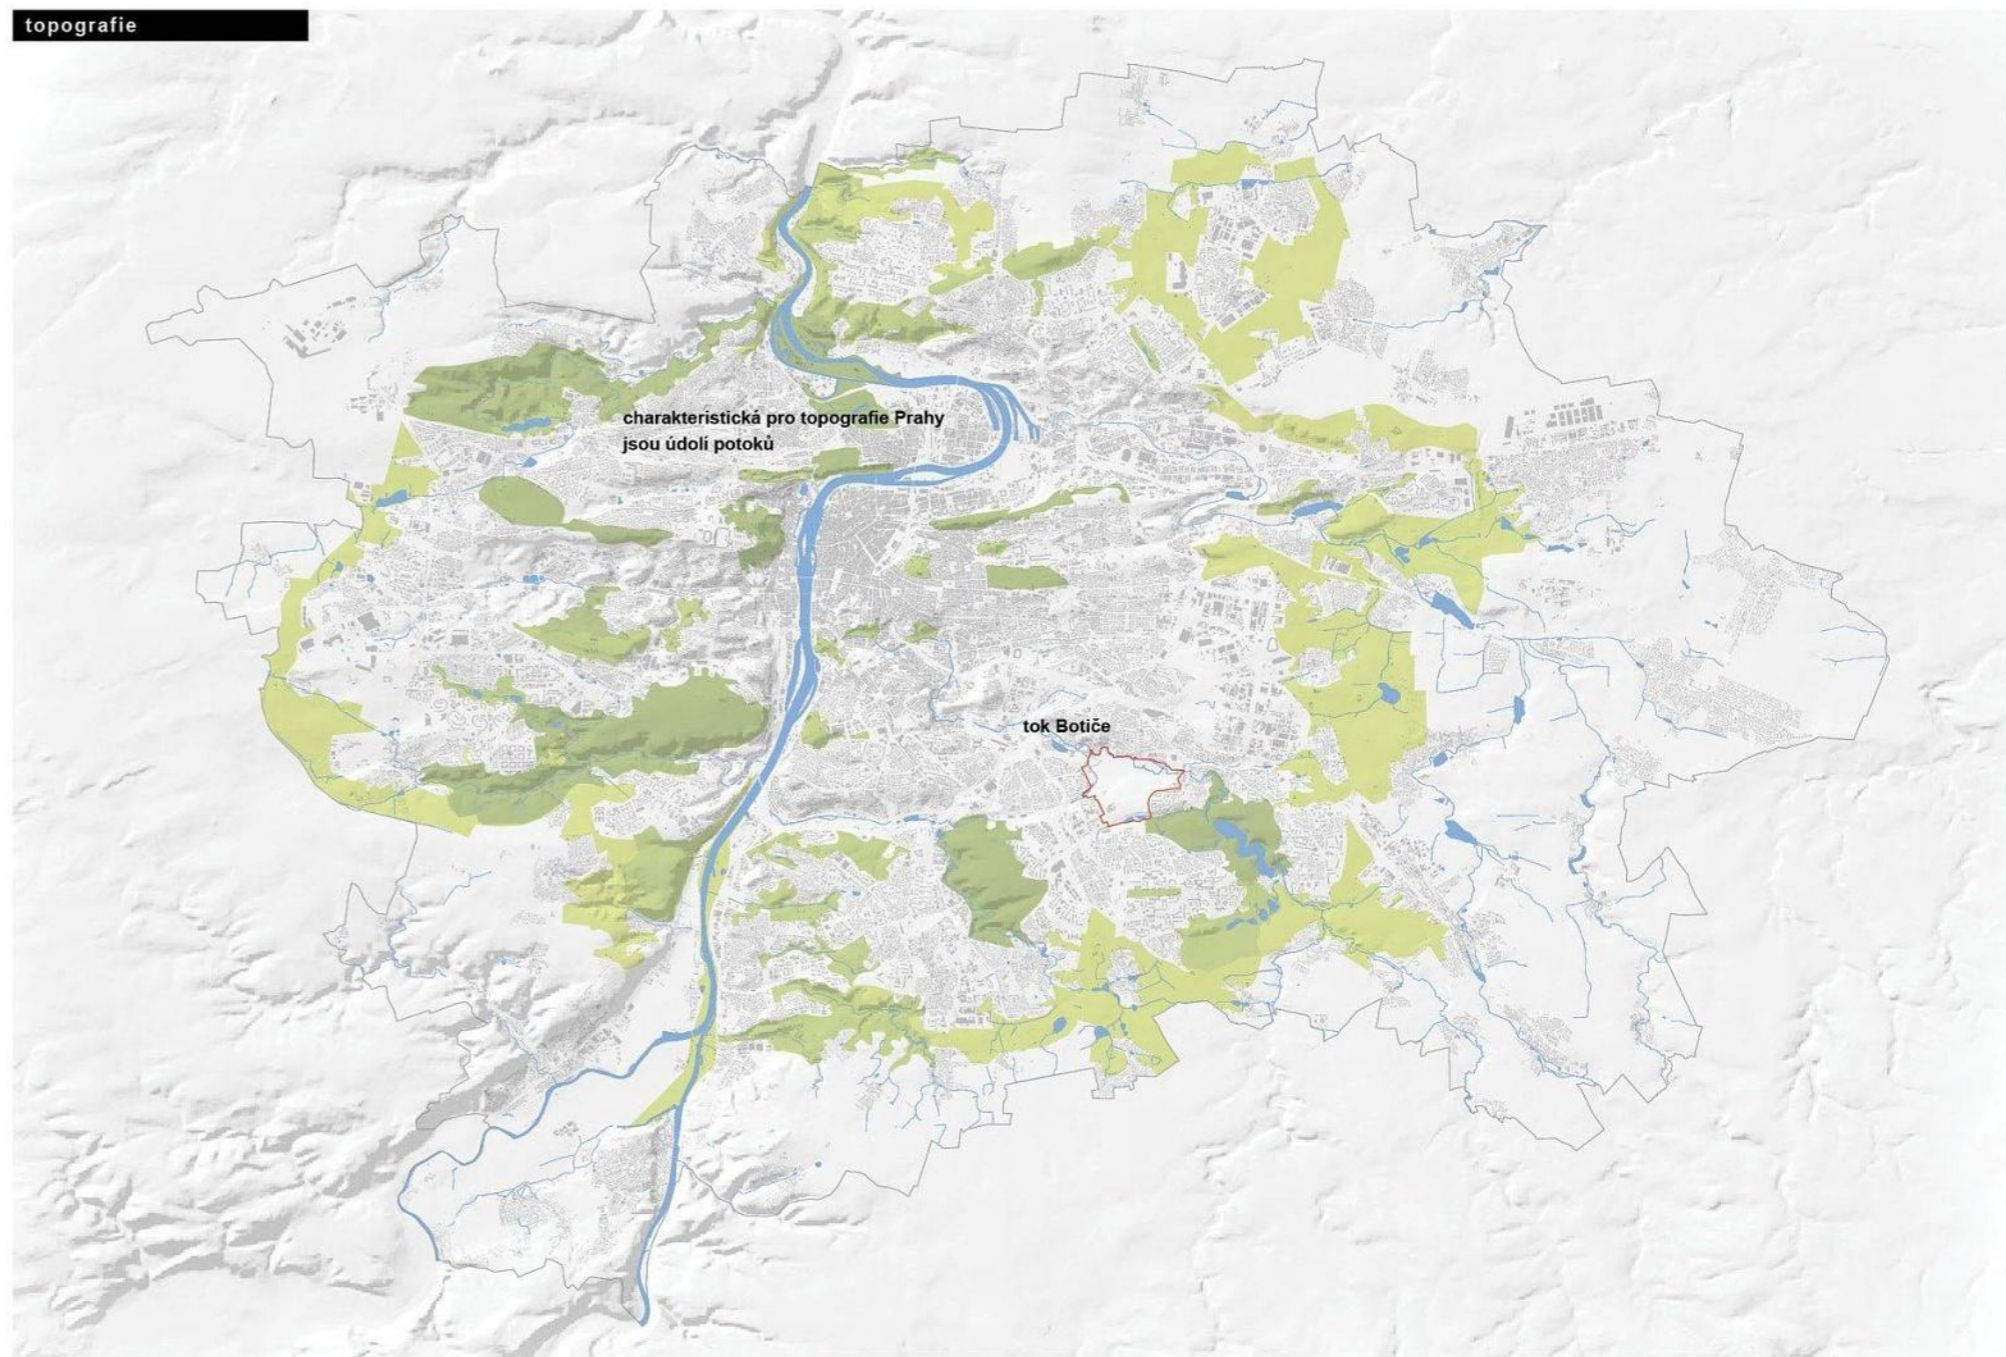 topografie
charakteristická pro topografie Prahy
jsou údolí potoků
tok Botiče